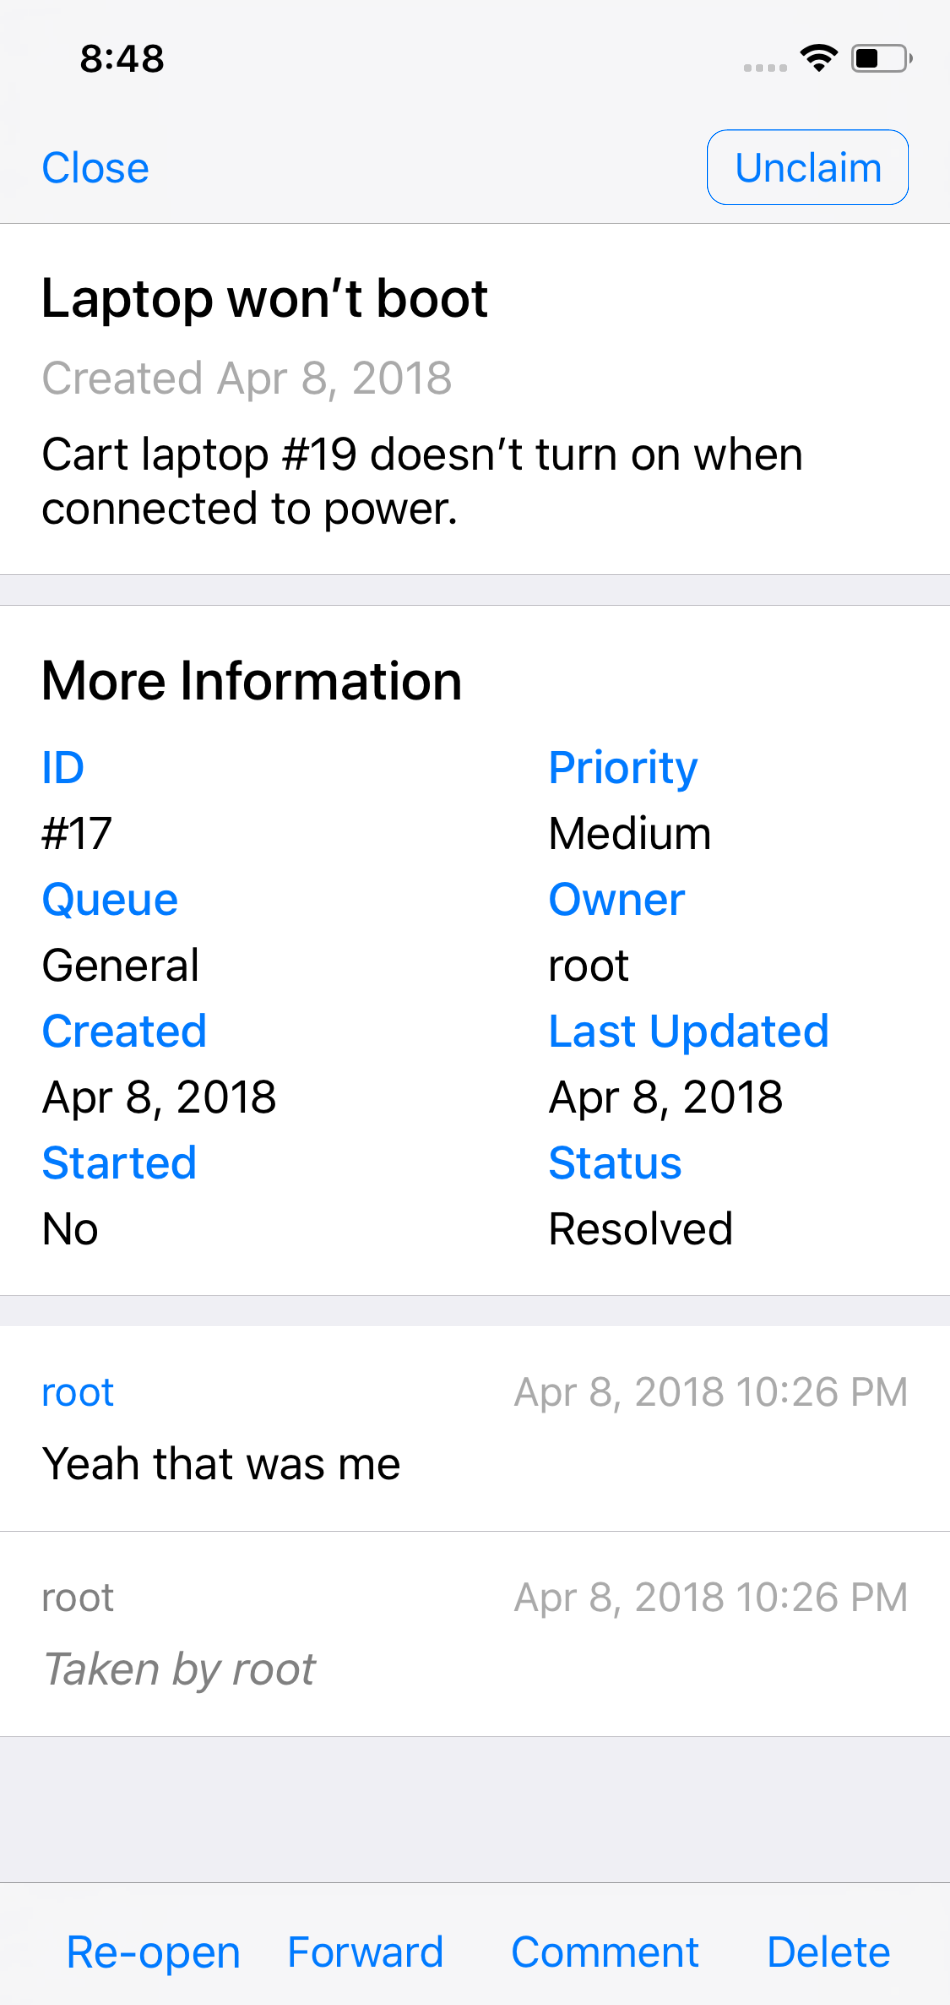 8:48
Close
Unclaim
Laptop won’t boot
Created Apr 8, 2018
Cart laptop #19 doesn’t turn on when
connected to power.
More Information
ID
Priority
#17
Medium
Queue
Owner
General
root
Created
Last Updated
Apr 8, 2018
Apr 8, 2018
Started
Status
No
Resolved
root
Apr 8, 2018 10:26 PM
Yeah that was me
root
Apr 8, 2018 10:26 PM
Taken by root
Re-open
Forward
Comment
Delete